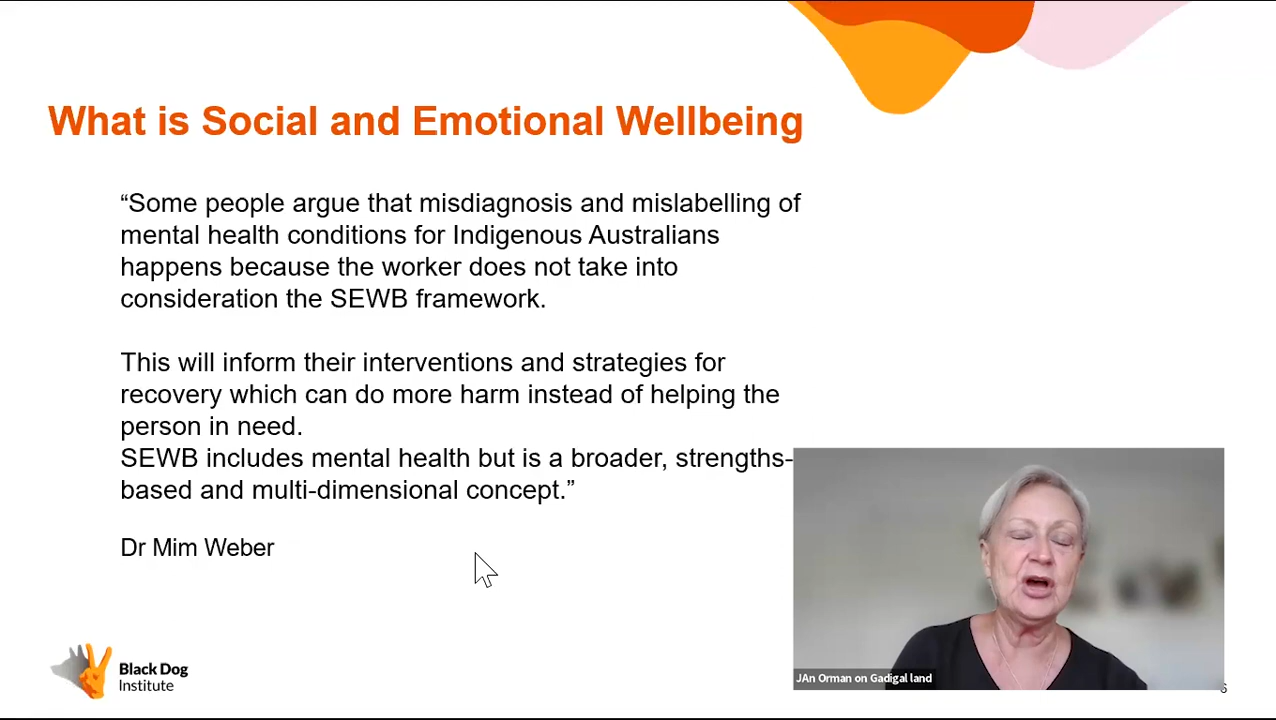 What is Social and Emotional Wellbeing
“Some people argue that misdiagnosis and mislabelling of
mental health conditions for Indigenous Australians
happens because the worker does not take into
consideration the SEWB framework.
This will inform their interventions and strategies for
recovery which can do more harm instead of helping the
person in need.
SEWB includes mental health but is a broader, strengths-
based and multi-dimensional concept.”
Dr Mim Weber
Black Dog
Institute
JAn Orman on Gadigal land
6